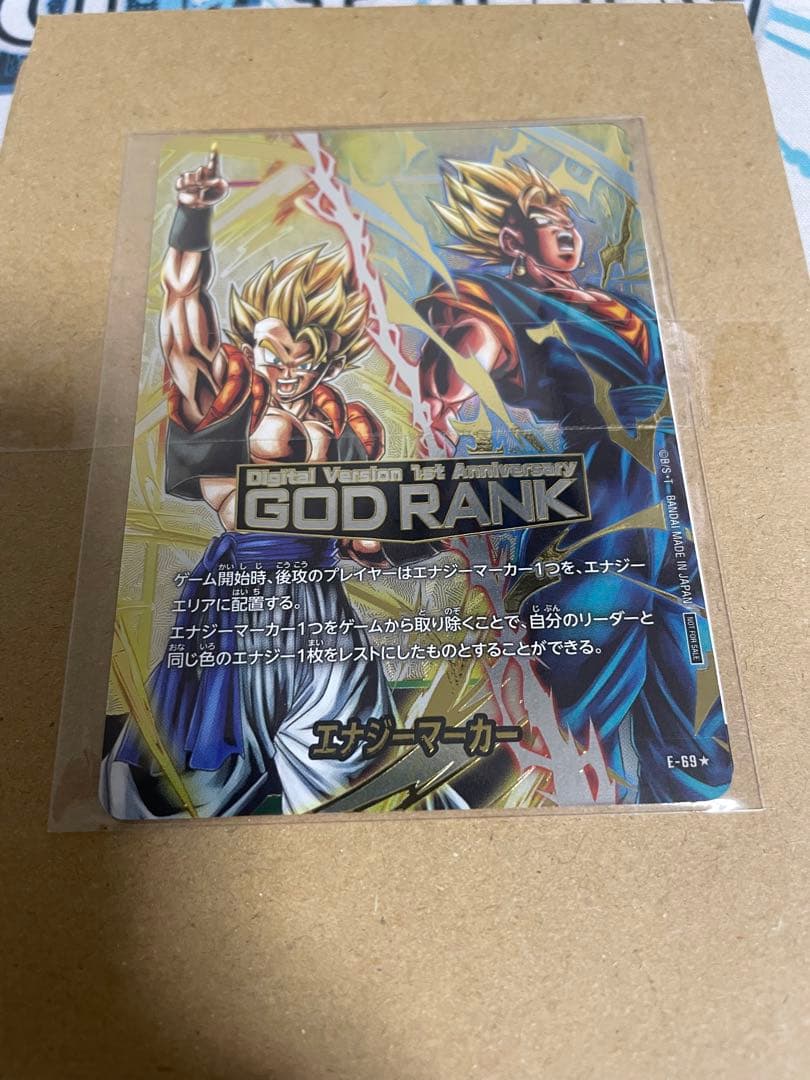 Digital Version 1st Anniversary
GOD RANK
ゲーム開始時、後攻のプレイヤーはエナジーマーカー1つを、エナジー
エリアに配置する。
エナジーマーカー1つをゲームから取り除くことで、自分のリーダーと
同じ色のエナジー1枚をレストにしたものとすることができる。
エナジーマーカー
©B/S・T BANDAI MADE IN JAPAN
NOT FOR SALE
E-69★